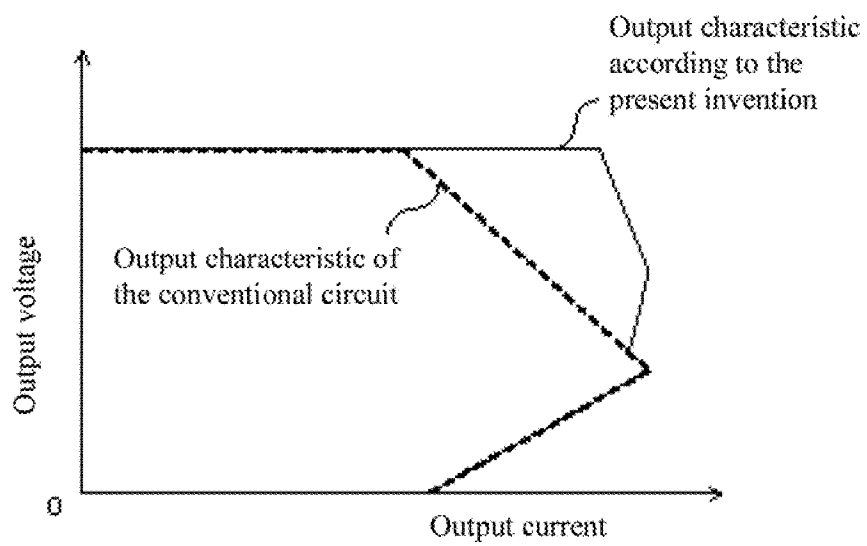 Output characteristic
according to the
present invention
Output characteristic of
the conventional circuit
Output voltage
0
Output current